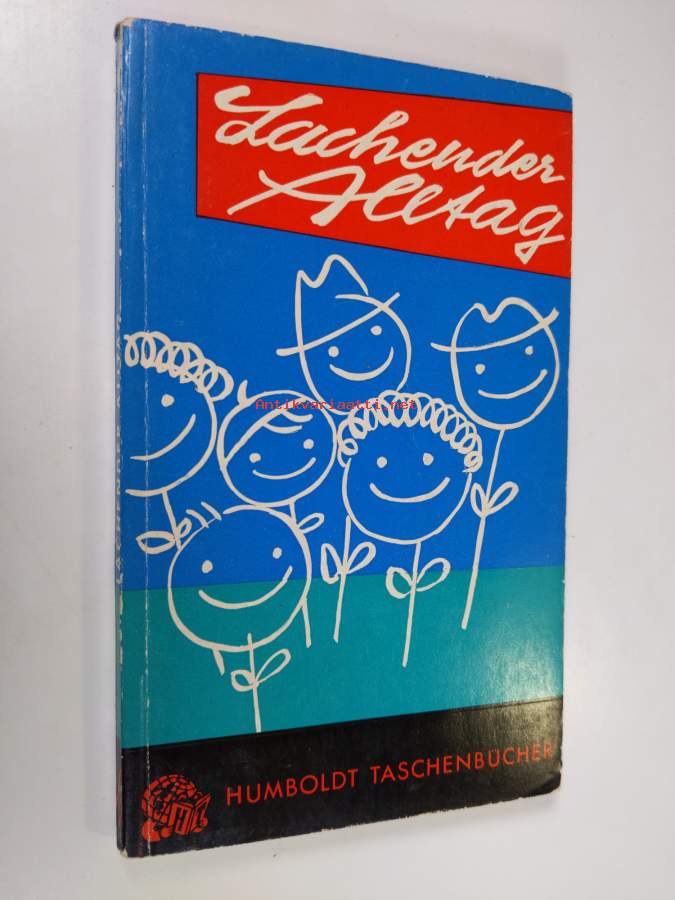 Lachender
Alltag
Antikvariaatti.net
HUMBOLDT TASCHENBÜCHER